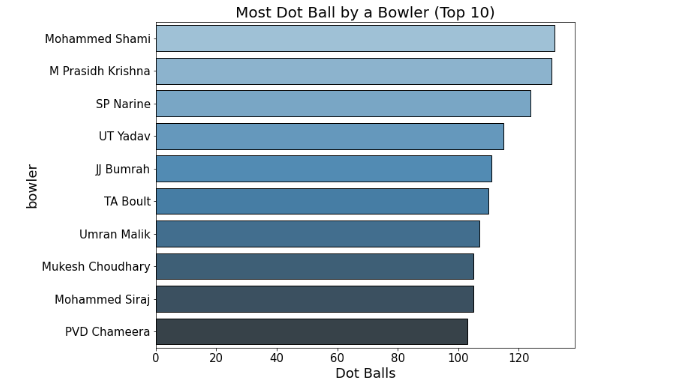 Most Dot Ball by a Bowler (Top 10)
Mohammed Shami
M Prasidh Krishna
SP Narine
UT Yadav
JJ Bumrah
TA Boult
Umran Malik
Mukesh Choudhary
Mohammed Siraj
PVD Chameera
bowler
0 20 40 60 80 100 120
Dot Balls